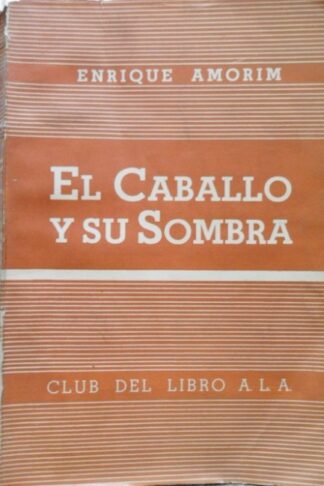 ENRIQUE AMORIM
EL CABALLO
Y SU SOMBRA
CLUB DEL LIBRO A.L.A.